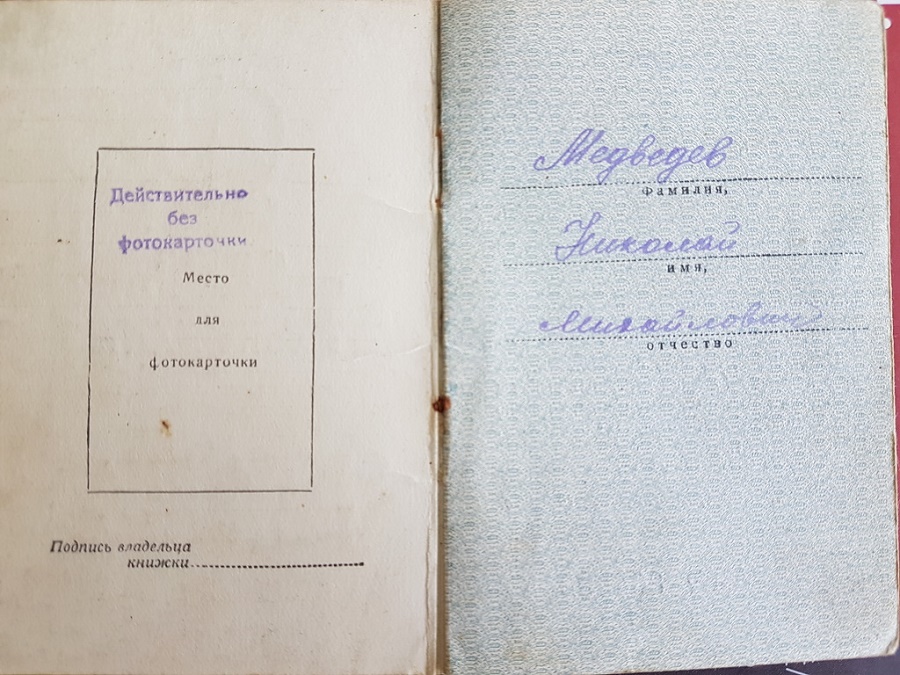 Действительно
без
фотокарточки
Место
для
фотокарточки
Подпись владельца
книжки
Медведев
фамилия,
Николай
имя,
Михайлович
отчество